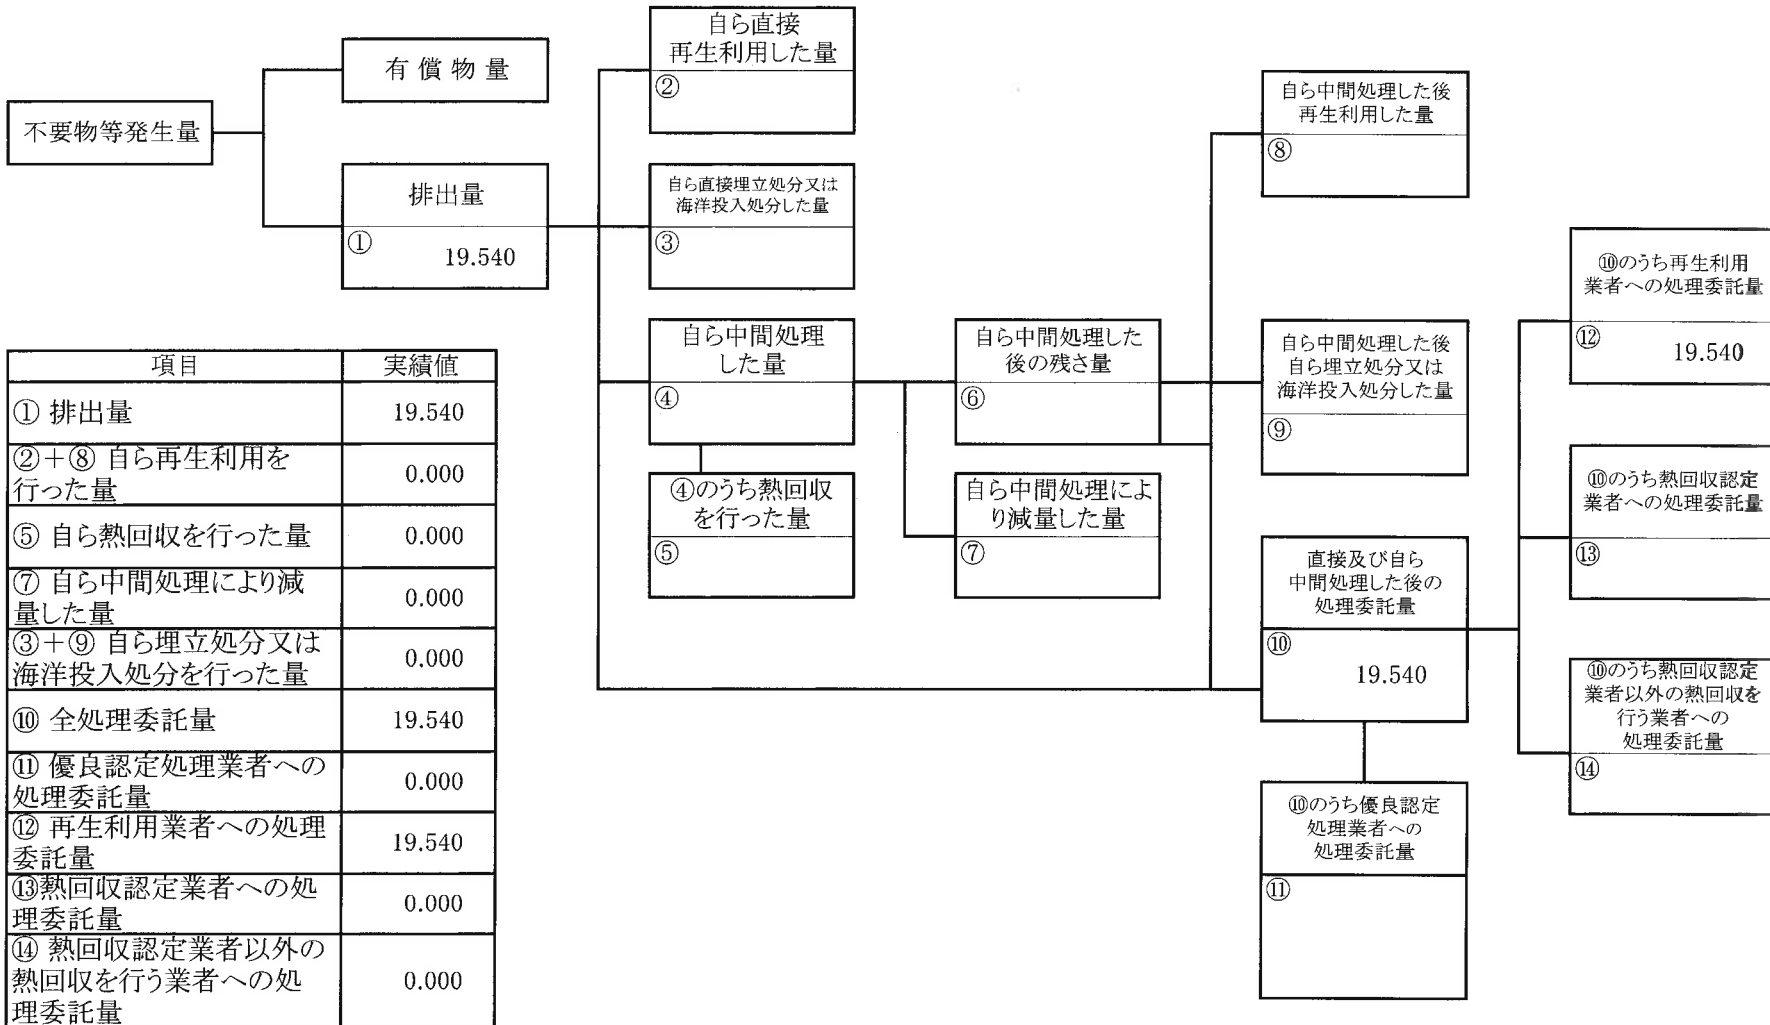 不要物等発生量
有償物量
排出量
①
19.540
自ら直接
再生利用した量
②
自ら直接埋立処分又は
海洋投入処分した量
③
自ら中間処理
した量
④
④のうち熱回収
を行った量
⑤
自ら中間処理した
後の残さ量
⑥
自ら中間処理によ
り減量した量
⑦
自ら中間処理した後
再生利用した量
⑧
自ら中間処理した後
自ら埋立処分又は
海洋投入処分した量
⑨
直接及び自ら
中間処理した後の
処理委託量
⑩
19.540
⑩のうち優良認定
処理業者への
処理委託量
⑪
⑩のうち再生利用
業者への処理委託量
⑫
19.540
⑩のうち熱回収認定
業者への処理委託量
⑬
⑩のうち熱回収認定
業者以外の熱回収を
行う業者への
処理委託量
⑭
項目 実績値
① 排出量 19.540
②+⑧ 自ら再生利用を
行った量 0.000
⑤ 自ら熱回収を行った量 0.000
⑦ 自ら中間処理により減
量した量 0.000
③+⑨ 自ら埋立処分又は
海洋投入処分を行った量 0.000
⑩ 全処理委託量 19.540
⑪ 優良認定処理業者への
処理委託量 0.000
⑫ 再生利用業者への処理
委託量 19.540
⑬熱回収認定業者への処
理委託量 0.000
⑭ 熱回収認定業者以外の
熱回収を行う業者への処
理委託量 0.000